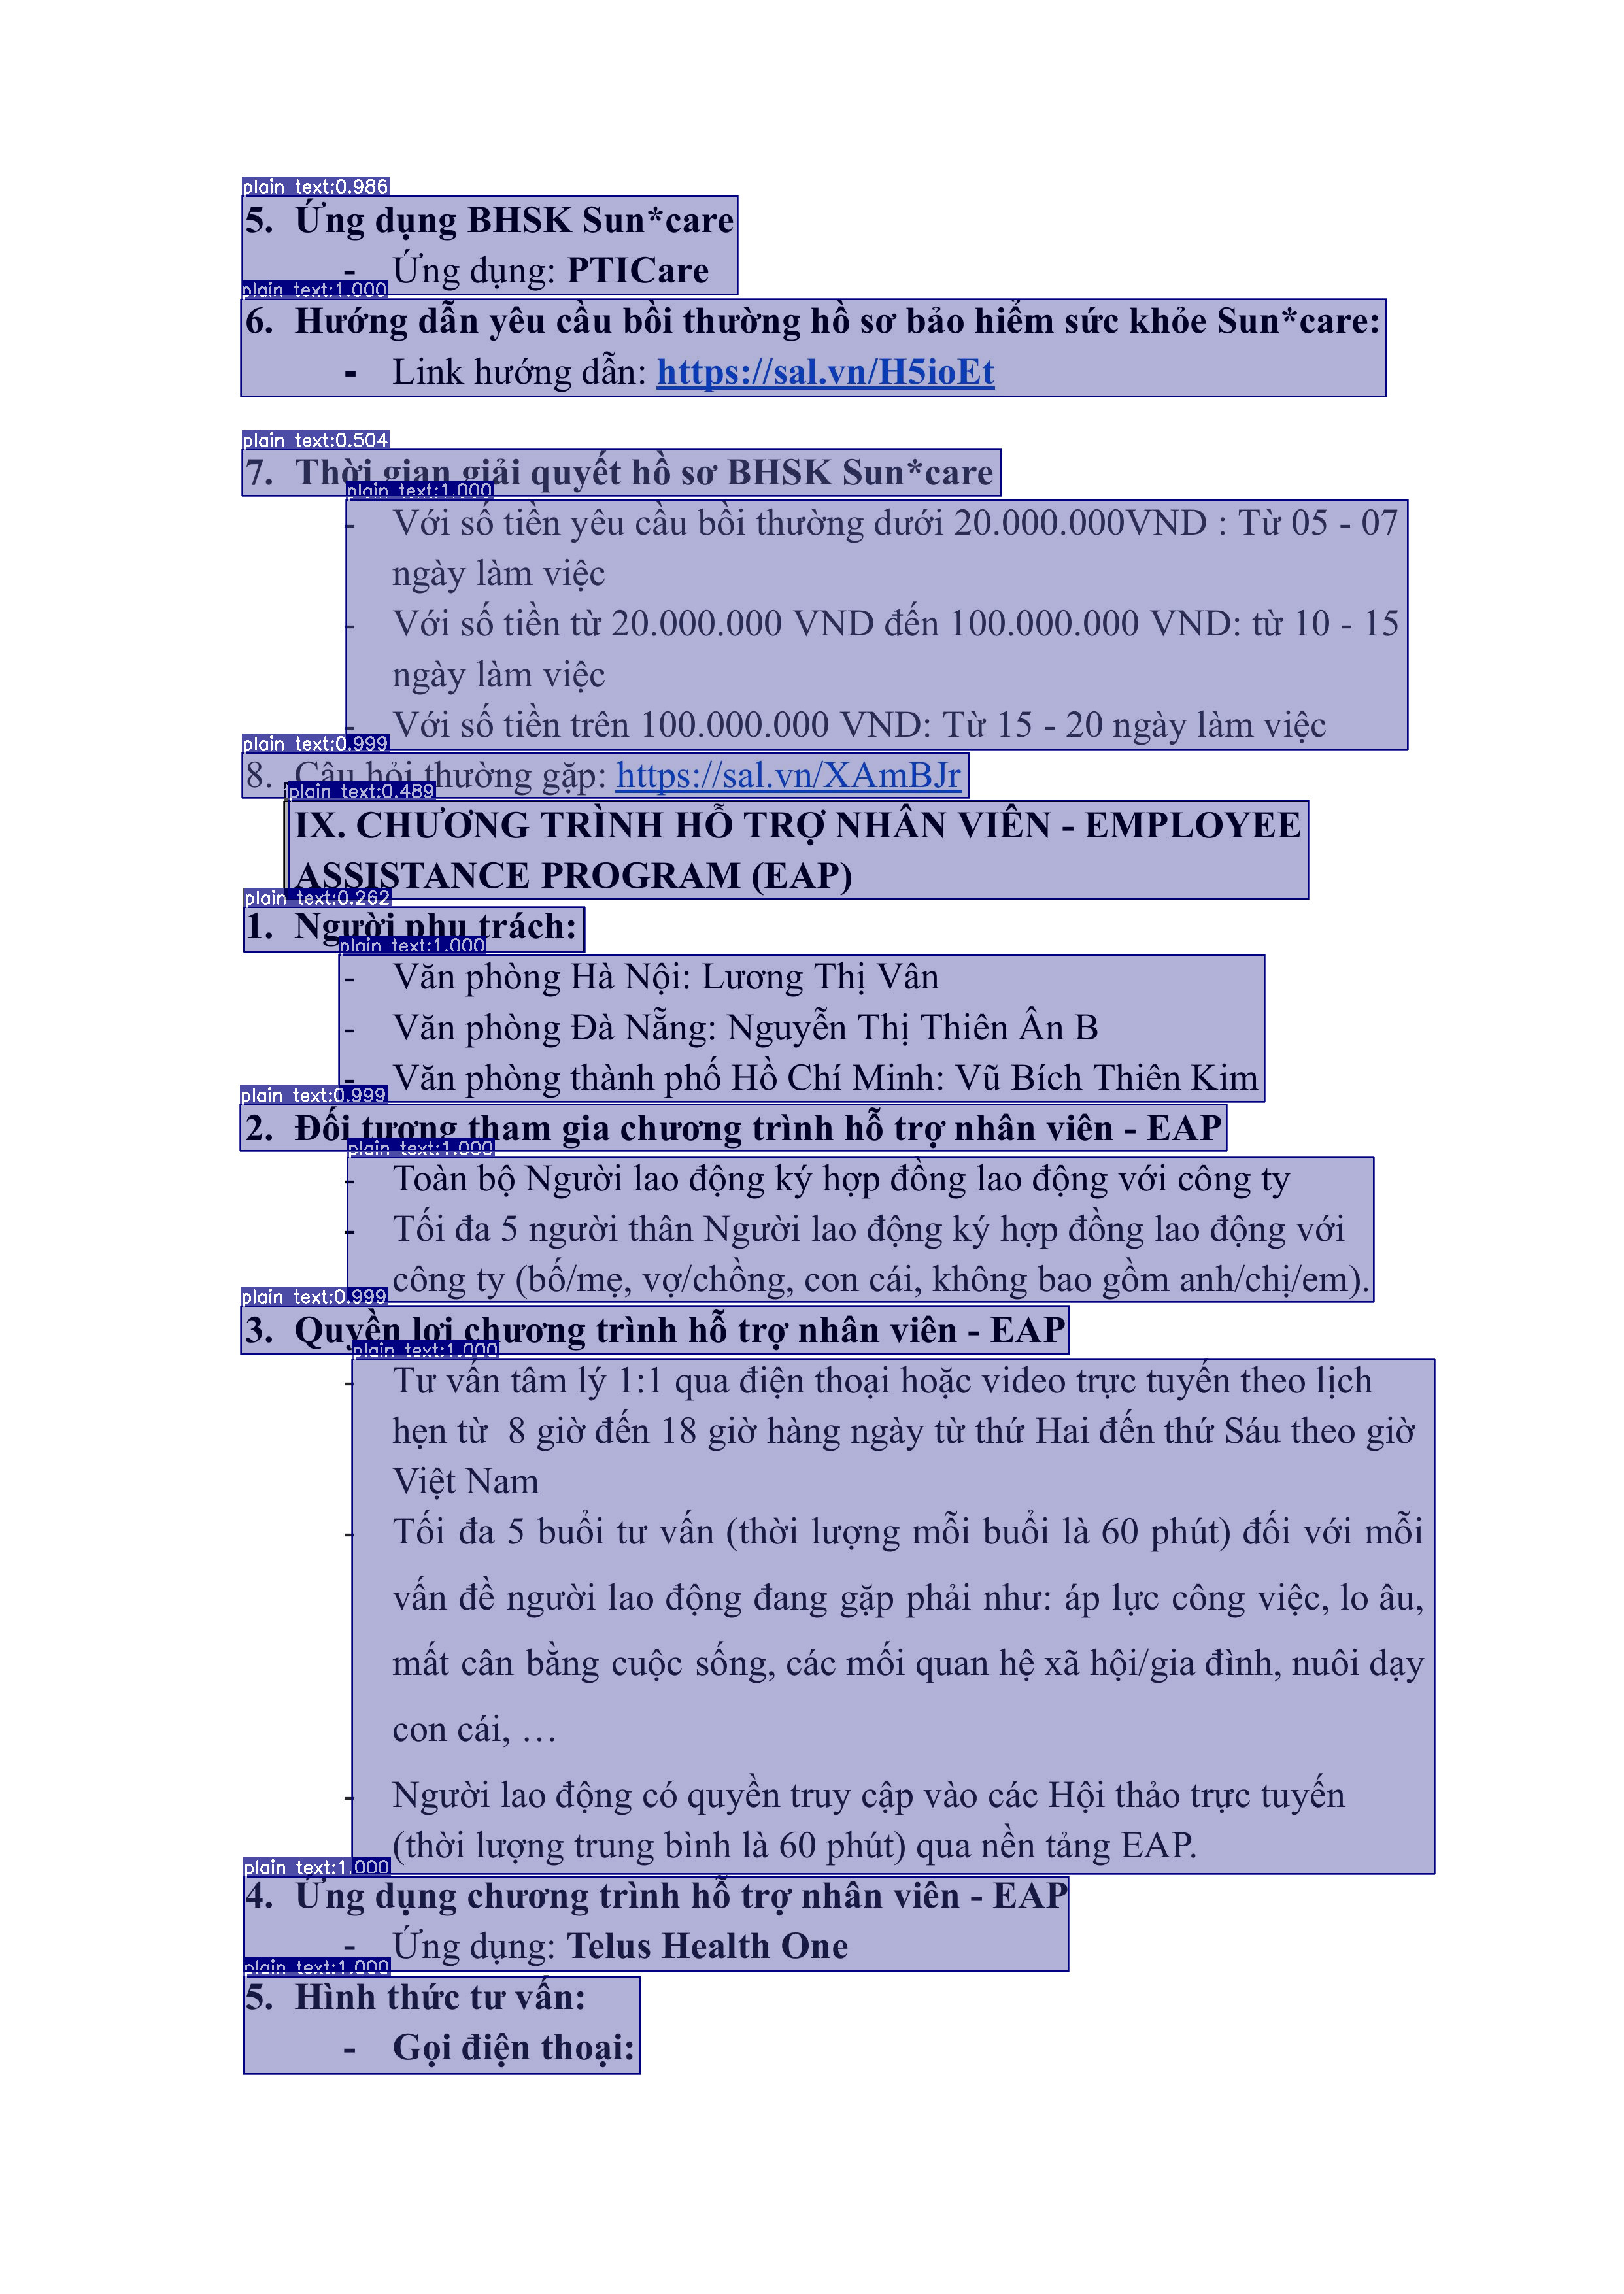 plain text:0.986
5. Ứng dụng BHSK Sun*care
- Ứng dụng: PTICare
plain text:1.000
6. Hướng dẫn yêu cầu bồi thường hồ sơ bảo hiểm sức khỏe Sun*care:
- Link hướng dẫn: https://sal.vn/H5ioEt
plain text:0.504
7. Thời gian giải quyết hồ sơ BHSK Sun*care
plain text:1.000
- Với số tiền yêu cầu bồi thường dưới 20.000.000VND : Từ 05 - 07
ngày làm việc
- Với số tiền từ 20.000.000 VND đến 100.000.000 VND: từ 10 - 15
ngày làm việc
- Với số tiền trên 100.000.000 VND: Từ 15 - 20 ngày làm việc
plain text:0.999
8. Câu hỏi thường gặp: https://sal.vn/XAmBJr
plain text:0.489
IX. CHƯƠNG TRÌNH HỖ TRỢ NHÂN VIÊN - EMPLOYEE
ASSISTANCE PROGRAM (EAP)
plain text:0.262
1. Người phụ trách:
plain text:1.000
- Văn phòng Hà Nội: Lương Thị Vân
- Văn phòng Đà Nẵng: Nguyễn Thị Thiên Ân B
- Văn phòng thành phố Hồ Chí Minh: Vũ Bích Thiên Kim
plain text:0.999
2. Đối tượng tham gia chương trình hỗ trợ nhân viên - EAP
plain text:1.000
- Toàn bộ Người lao động ký hợp đồng lao động với công ty
- Tối đa 5 người thân Người lao động ký hợp đồng lao động với
công ty (bố/mẹ, vợ/chồng, con cái, không bao gồm anh/chị/em).
plain text:0.999
3. Quyền lợi chương trình hỗ trợ nhân viên - EAP
plain text:1.000
- Tư vấn tâm lý 1:1 qua điện thoại hoặc video trực tuyến theo lịch
hẹn từ  8 giờ đến 18 giờ hàng ngày từ thứ Hai đến thứ Sáu theo giờ
Việt Nam
- Tối đa 5 buổi tư vấn (thời lượng mỗi buổi là 60 phút) đối với mỗi
vấn đề người lao động đang gặp phải như: áp lực công việc, lo âu,
mất cân bằng cuộc sống, các mối quan hệ xã hội/gia đình, nuôi dạy
con cái, …
- Người lao động có quyền truy cập vào các Hội thảo trực tuyến
(thời lượng trung bình là 60 phút) qua nền tảng EAP.
plain text:1.000
4. Ứng dụng chương trình hỗ trợ nhân viên - EAP
- Ứng dụng: Telus Health One
plain text:1.000
5. Hình thức tư vấn:
- Gọi điện thoại: